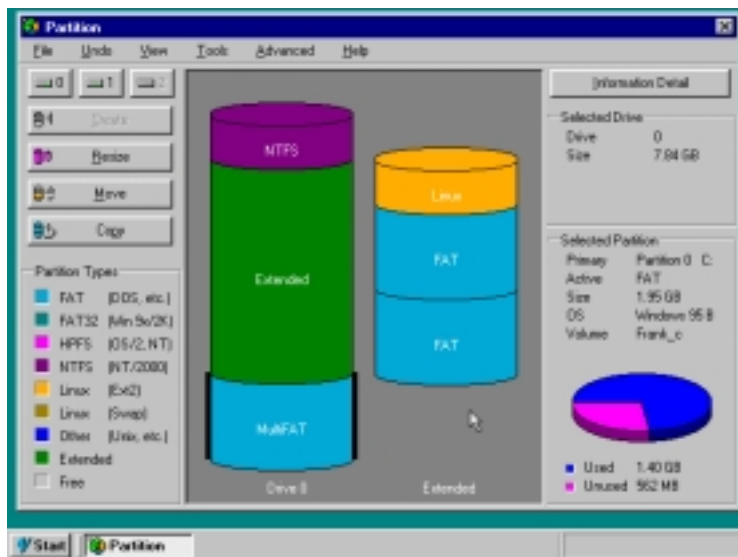 Partition
File Undo View Tools Advanced Help
0 1 2
Create
Resize
Move
Copy
Partition Types
FAT (DOS, etc.)
FAT32 (Win 9x/2K)
HPFS (OS/2, NT)
NTFS (NT/2000)
Linux (Ext2)
Linux (Swap)
Other (Unix, etc.)
Extended
Free
NTFS
Extended
MultiFAT
Drive 0
Linux
FAT
FAT
Extended
Information Detail
Selected Drive
Drive 0
Size 7.84 GB
Selected Partition
Primary Partition 0 C:
Active FAT
Size 1.95 GB
OS Windows 95 B
Volume Frank_c
Used 1.40 GB
Unused 562 MB
Start Partition